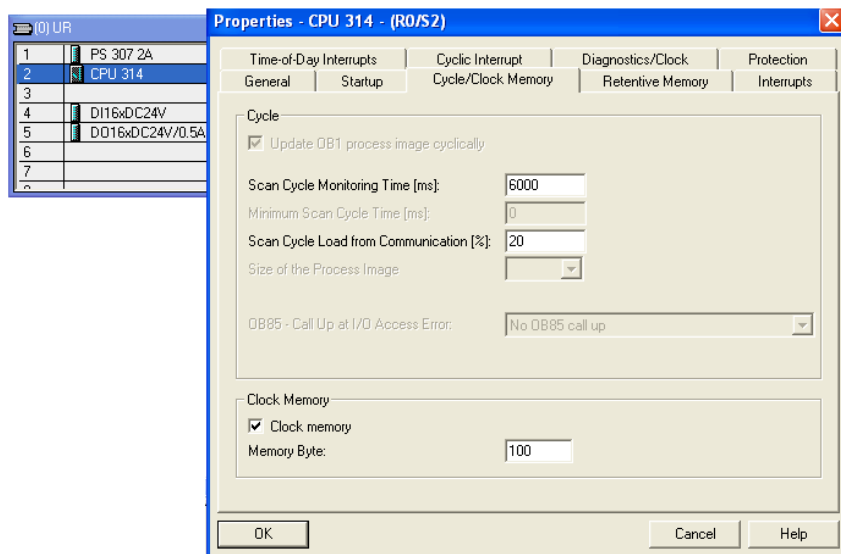 (0) UR
1 PS 307 2A
2 CPU 314
3
4 DI16xDC24V
5 DO16xDC24V/0.5A
6
7
Properties - CPU 314 - (R0/S2)
Time-of-Day Interrupts Cyclic Interrupt Diagnostics/Clock Protection
General Startup Cycle/Clock Memory Retentive Memory Interrupts
Cycle
Update OB1 process image cyclically
Scan Cycle Monitoring Time [ms]: 6000
Minimum Scan Cycle Time [ms]: 0
Scan Cycle Load from Communication [%]: 20
Size of the Process Image
OB85 - Call Up at I/O Access Error: No OB85 call up
Clock Memory
Clock memory
Memory Byte: 100
OK Cancel Help